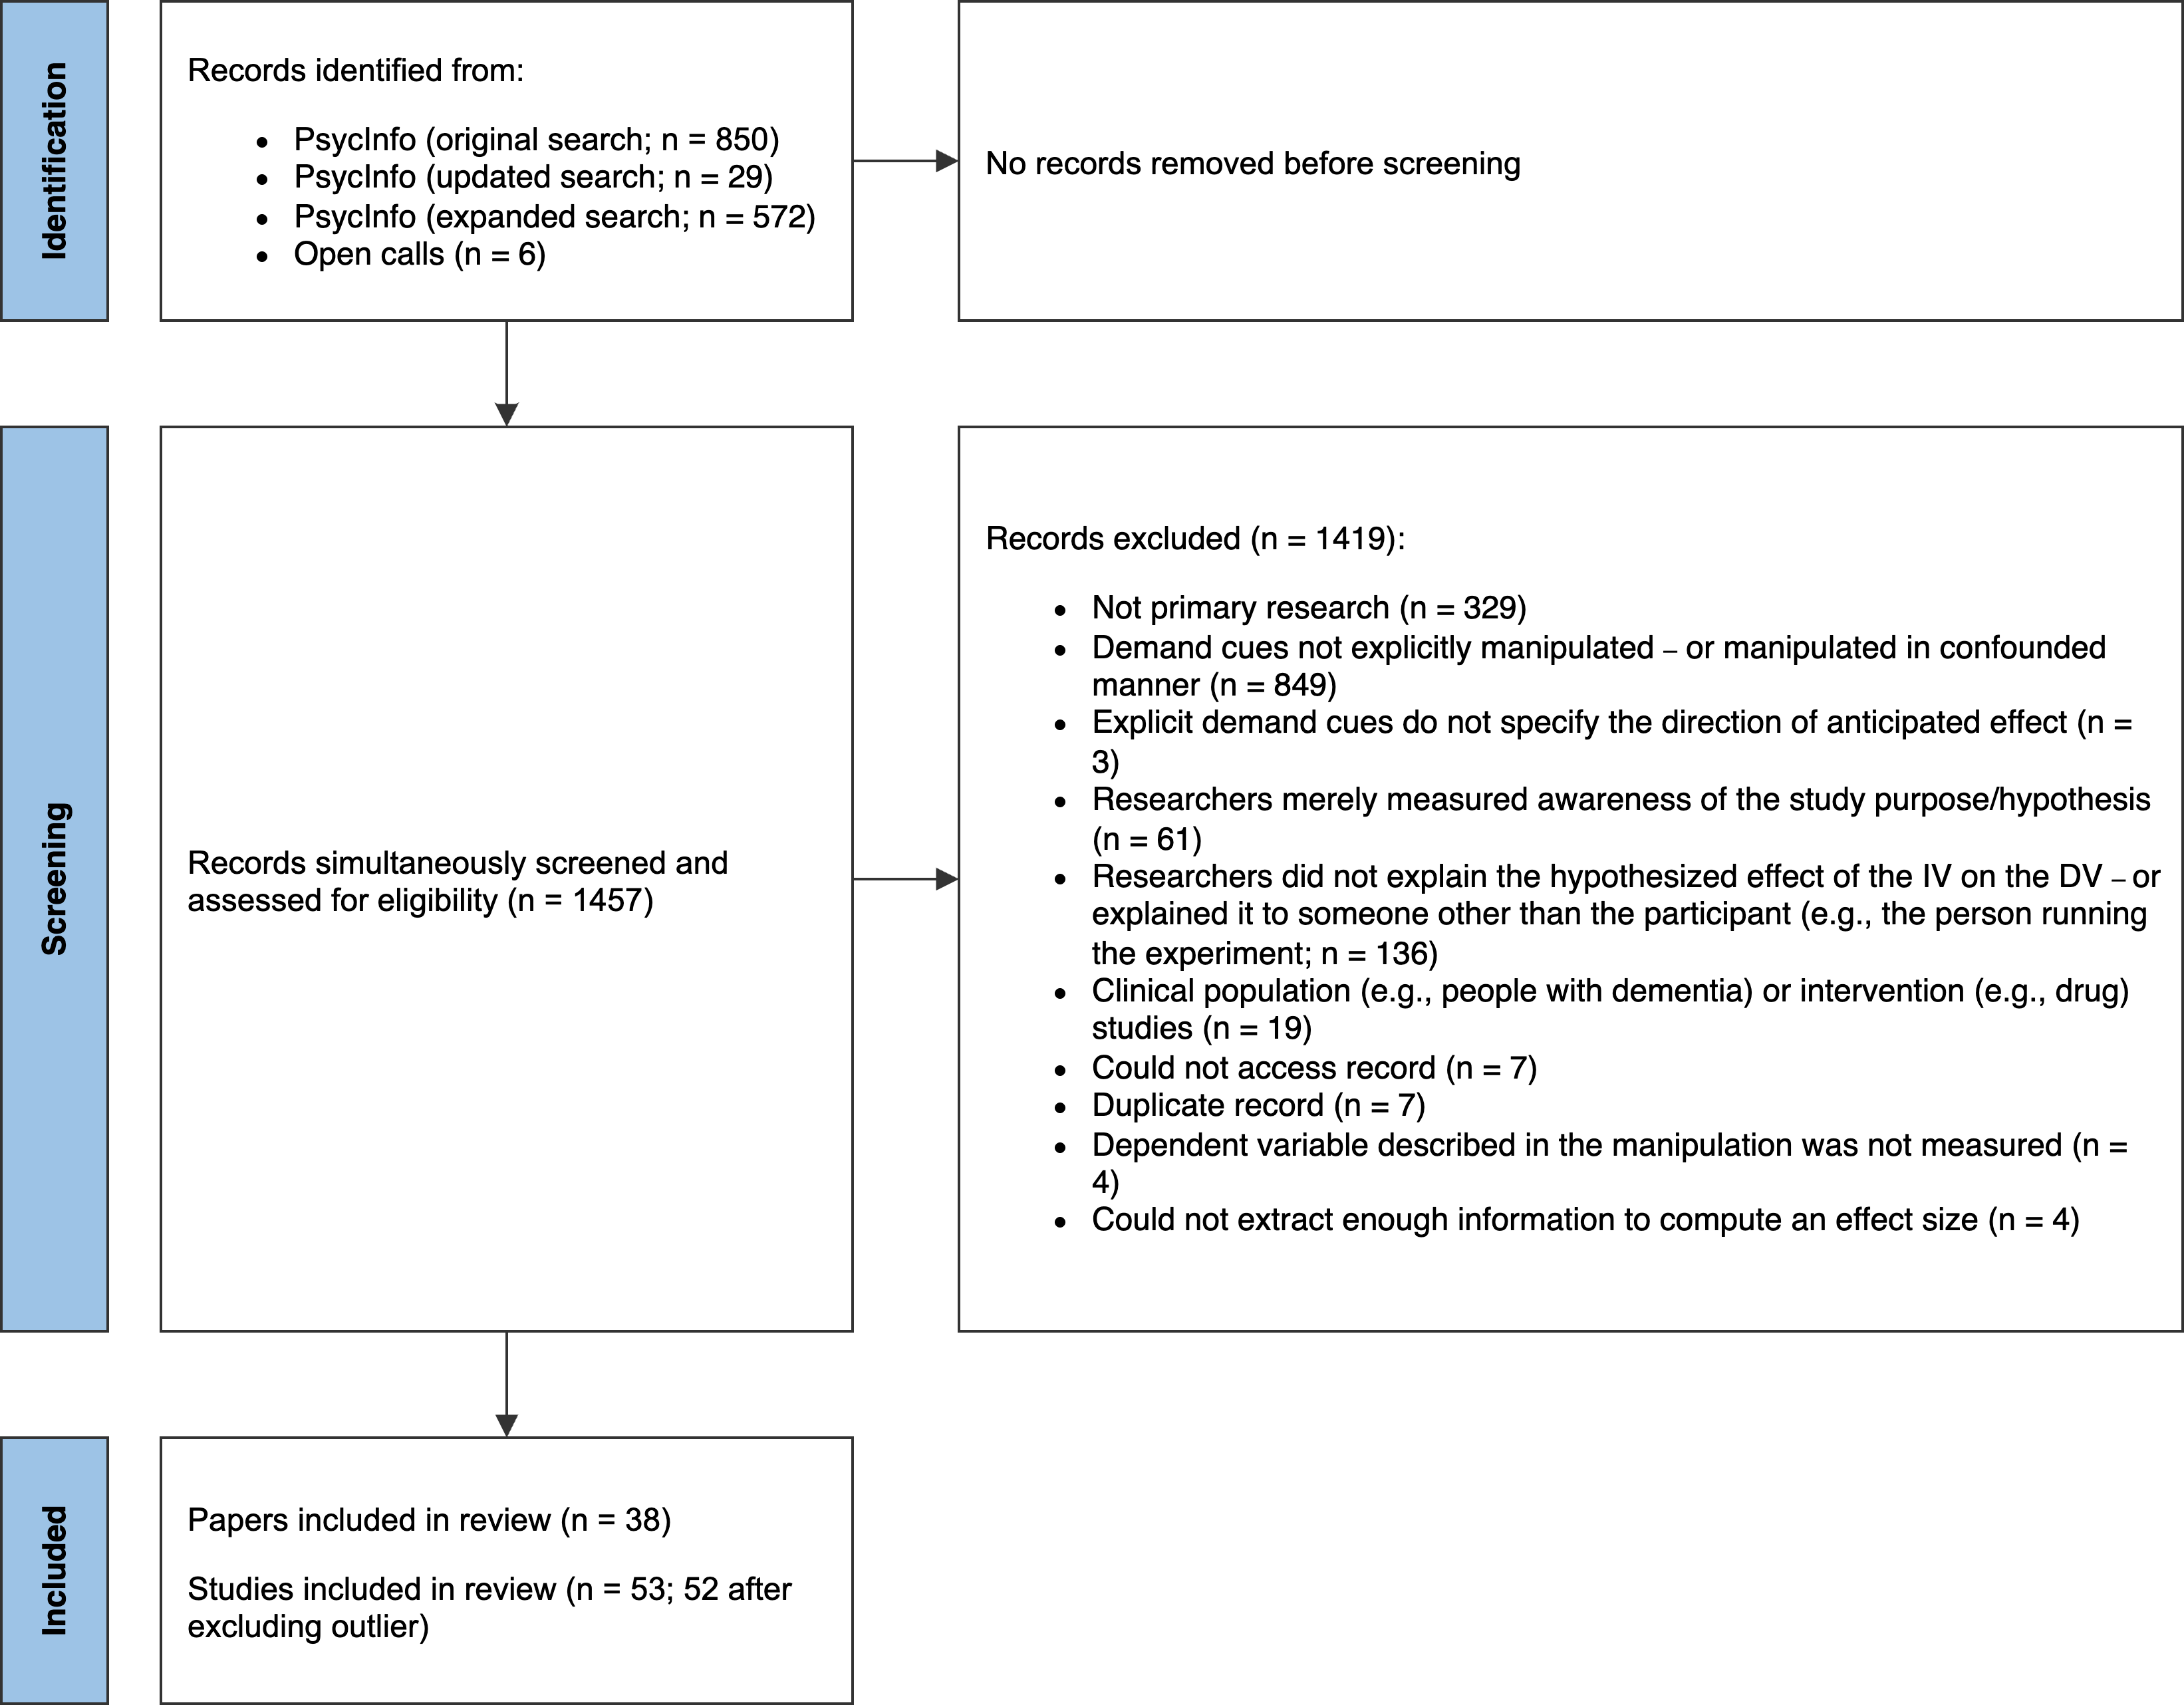 Identification
Records identified from:
• PsycInfo (original search; n = 850)
• PsycInfo (updated search; n = 29)
• PsycInfo (expanded search; n = 572)
• Open calls (n = 6)
No records removed before screening
Screening
Records simultaneously screened and
assessed for eligibility (n = 1457)
Records excluded (n = 1419):
• Not primary research (n = 329)
• Demand cues not explicitly manipulated – or manipulated in confounded
manner (n = 849)
• Explicit demand cues do not specify the direction of anticipated effect (n =
3)
• Researchers merely measured awareness of the study purpose/hypothesis
(n = 61)
• Researchers did not explain the hypothesized effect of the IV on the DV – or
explained it to someone other than the participant (e.g., the person running
the experiment; n = 136)
• Clinical population (e.g., people with dementia) or intervention (e.g., drug)
studies (n = 19)
• Could not access record (n = 7)
• Duplicate record (n = 7)
• Dependent variable described in the manipulation was not measured (n =
4)
• Could not extract enough information to compute an effect size (n = 4)
Included
Papers included in review (n = 38)
Studies included in review (n = 53; 52 after
excluding outlier)